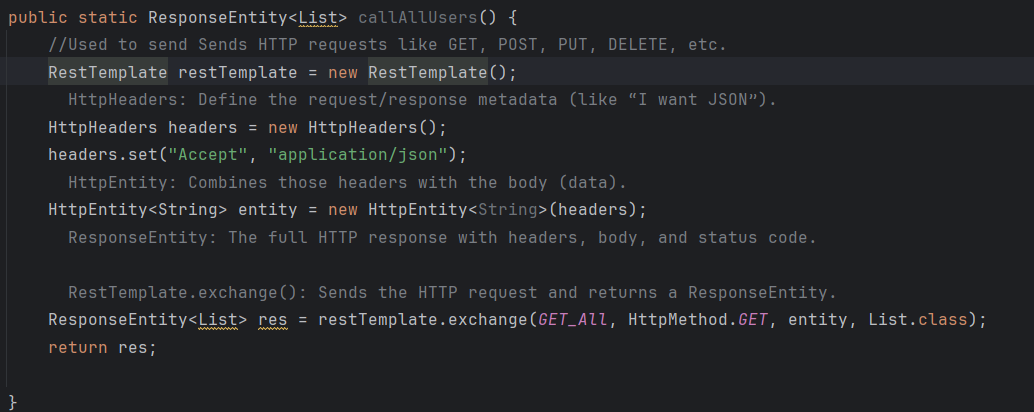 public static ResponseEntity<List> callAllUsers() {
//Used to send Sends HTTP requests like GET, POST, PUT, DELETE, etc.
RestTemplate restTemplate = new RestTemplate();
HttpHeaders: Define the request/response metadata (like “I want JSON”).
HttpHeaders headers = new HttpHeaders();
headers.set("Accept", "application/json");
HttpEntity: Combines those headers with the body (data).
HttpEntity<String> entity = new HttpEntity<String>(headers);
ResponseEntity: The full HTTP response with headers, body, and status code.
RestTemplate.exchange(): Sends the HTTP request and returns a ResponseEntity.
ResponseEntity<List> res = restTemplate.exchange(GET_All, HttpMethod.GET, entity, List.class);
return res;
}